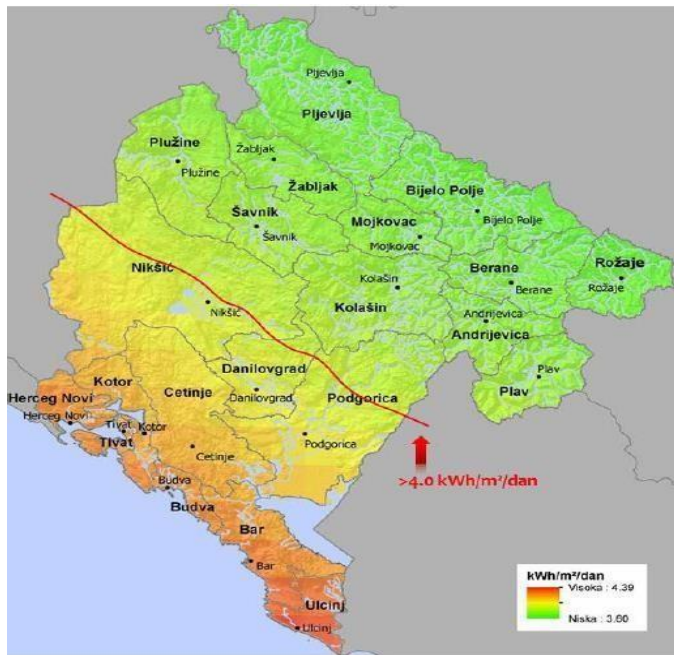 Pljevlja
Pljevlja
Plužine
Plužine
Žabljak
Žabljak
Bijelo Polje
Bijelo Polje
Šavnik
Šavnik
Mojkovac
Mojkovac
Nikšić
Nikšić
Kolašin
Kolašin
Berane
Berane
Rožaje
Rožaje
Andrijevica
Andrijevica
Danilovgrad
Danilovgrad
Plav
Plav
Kotor
Kotor
Cetinje
Cetinje
Podgorica
Podgorica
Herceg Novi
Herceg Novi
Tivat
Tivat
Budva
Budva
>4.0 kWh/m²/dan
Bar
Bar
Ulcinj
Ulcinj
kWh/m²/dan
Visoka : 4.39
Niska : 3.60